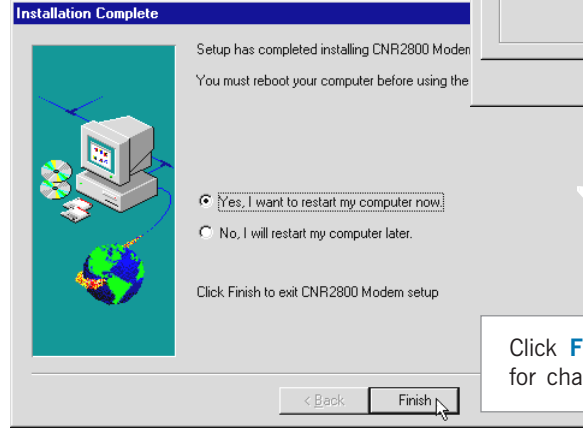 Installation Complete
Setup has completed installing CNR2800
You must reboot your computer before using the
Yes, I want to restart my computer now.
No, I will restart my computer later.
Click Finish to exit CNR2800 Modem setup
< Back
Finish
Click
for